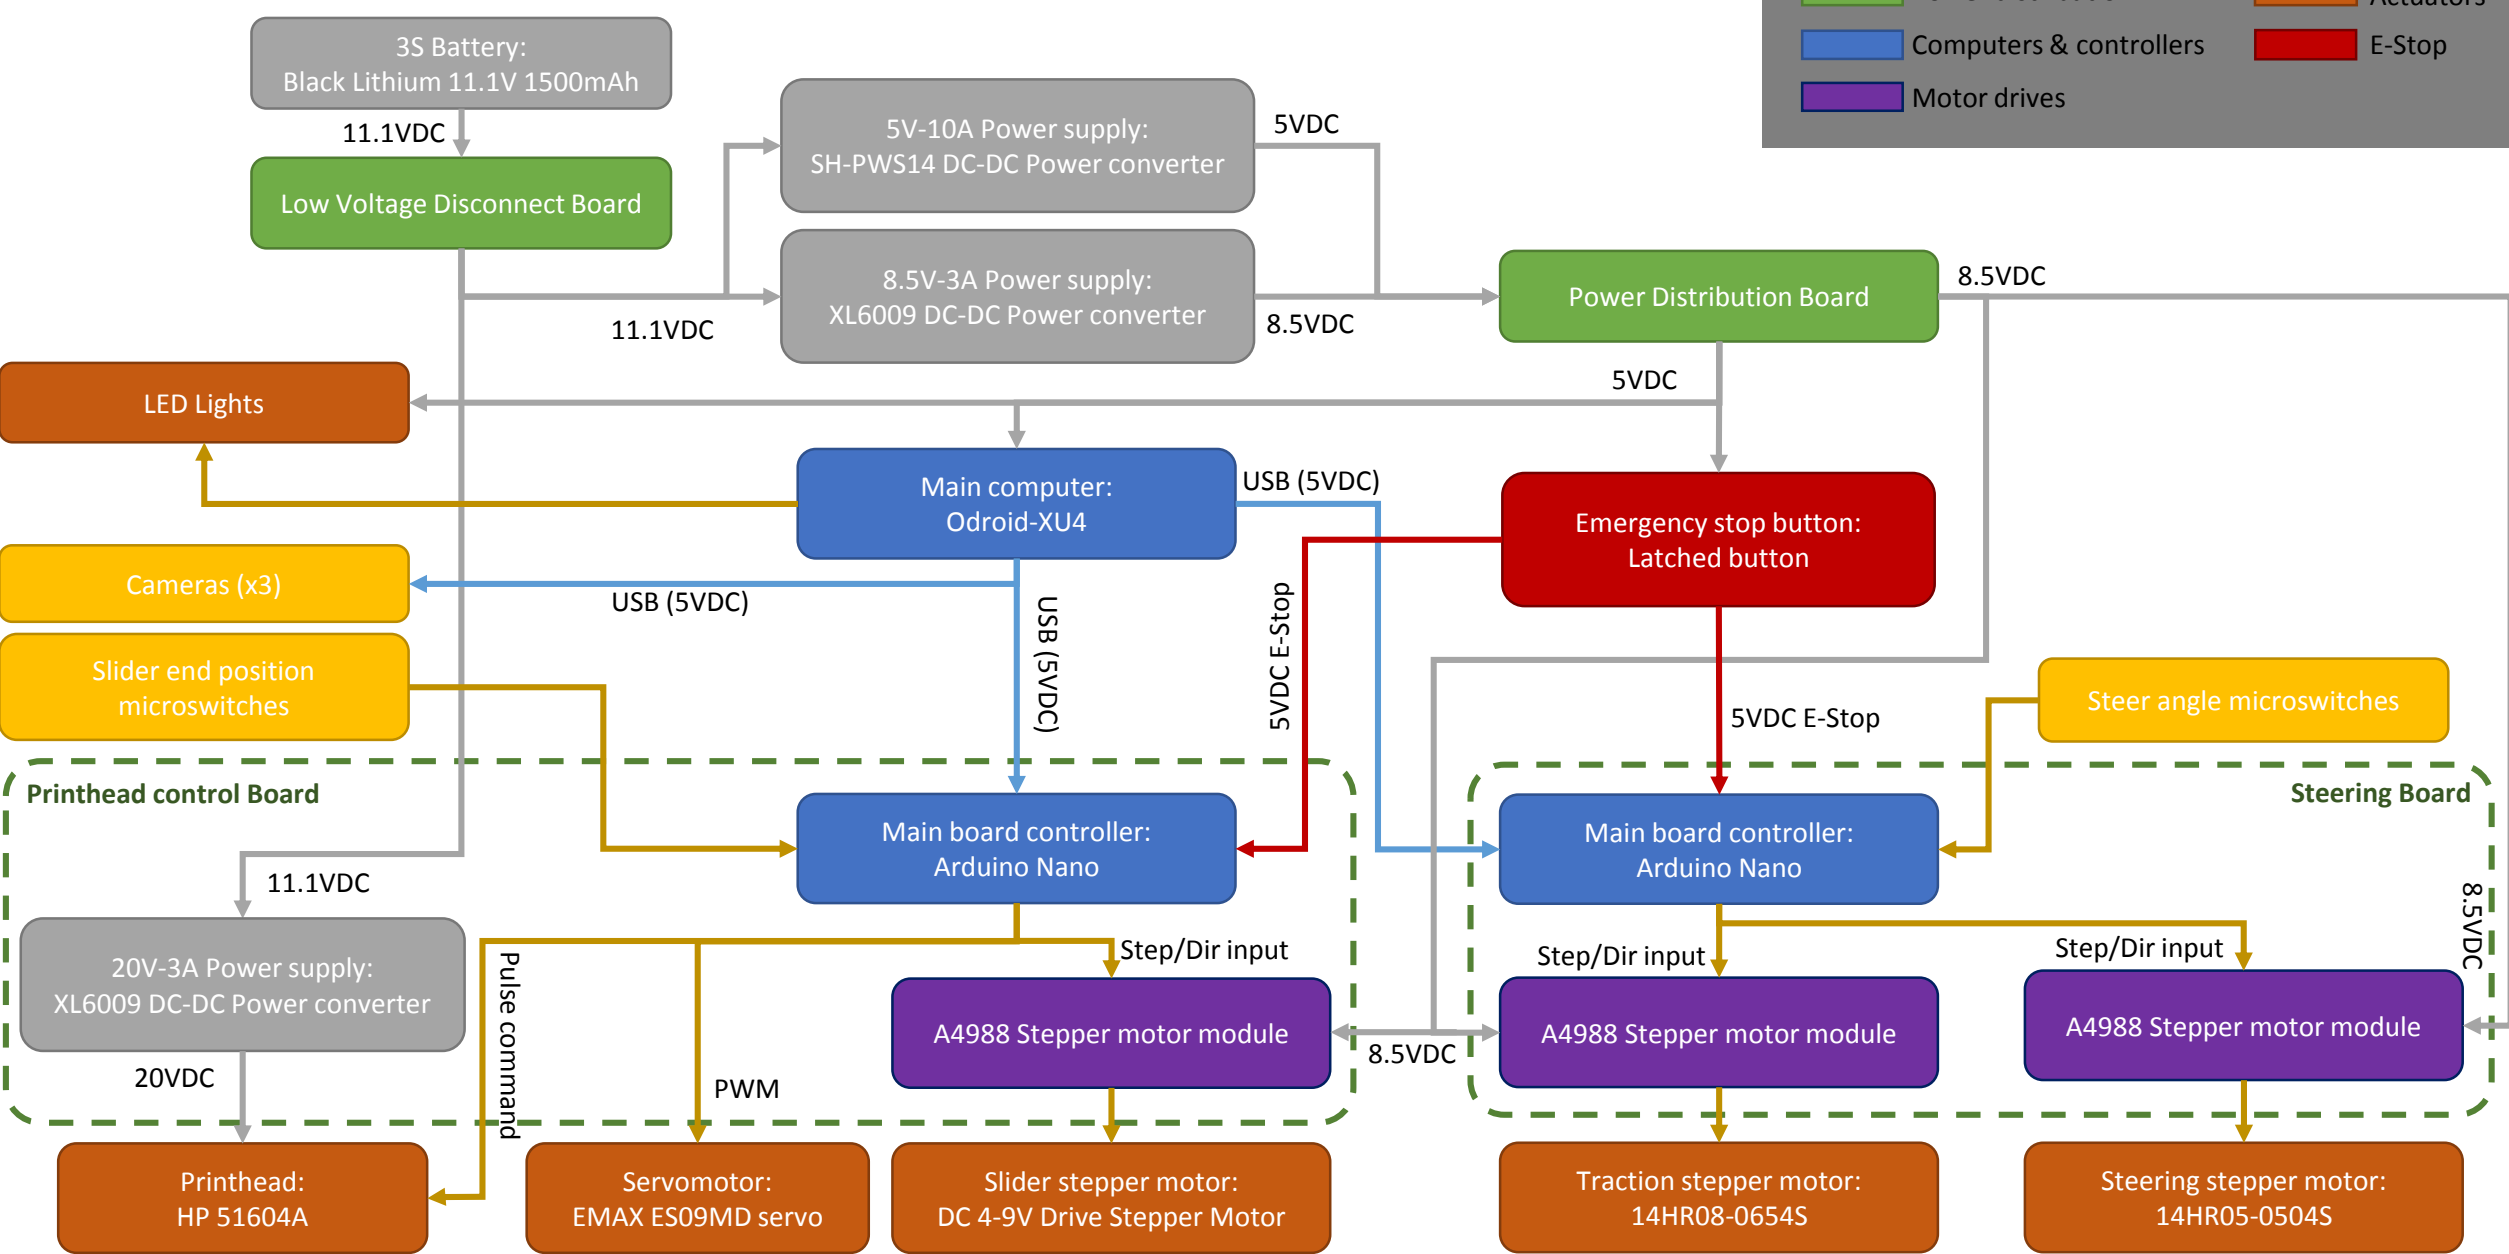 Actuators
Computers & controllers
E-Stop
Motor drives
3S Battery:
Black Lithium 11.1V 1500mAh
11.1VDC
Low Voltage Disconnect Board
5V-10A Power supply:
SH-PWS14 DC-DC Power converter
5VDC
8.5V-3A Power supply:
XL6009 DC-DC Power converter
11.1VDC
8.5VDC
Power Distribution Board
8.5VDC
5VDC
LED Lights
Main computer:
Odroid-XU4
USB (5VDC)
Emergency stop button:
Latched button
Cameras (x3)
USB (5VDC)
USB (5VDC)
5VDC E-Stop
Slider end position
microswitches
5VDC E-Stop
Steer angle microswitches
Printhead control Board
Steering Board
Main board controller:
Arduino Nano
Main board controller:
Arduino Nano
11.1VDC
8.5VDC
20V-3A Power supply:
XL6009 DC-DC Power converter
Pulse command
Step/Dir input
Step/Dir input
Step/Dir input
A4988 Stepper motor module
8.5VDC
A4988 Stepper motor module
A4988 Stepper motor module
20VDC
PWM
Printhead:
HP 51604A
Servomotor:
EMAX ES09MD servo
Slider stepper motor:
DC 4-9V Drive Stepper Motor
Traction stepper motor:
14HR08-0654S
Steering stepper motor:
14HR05-0504S